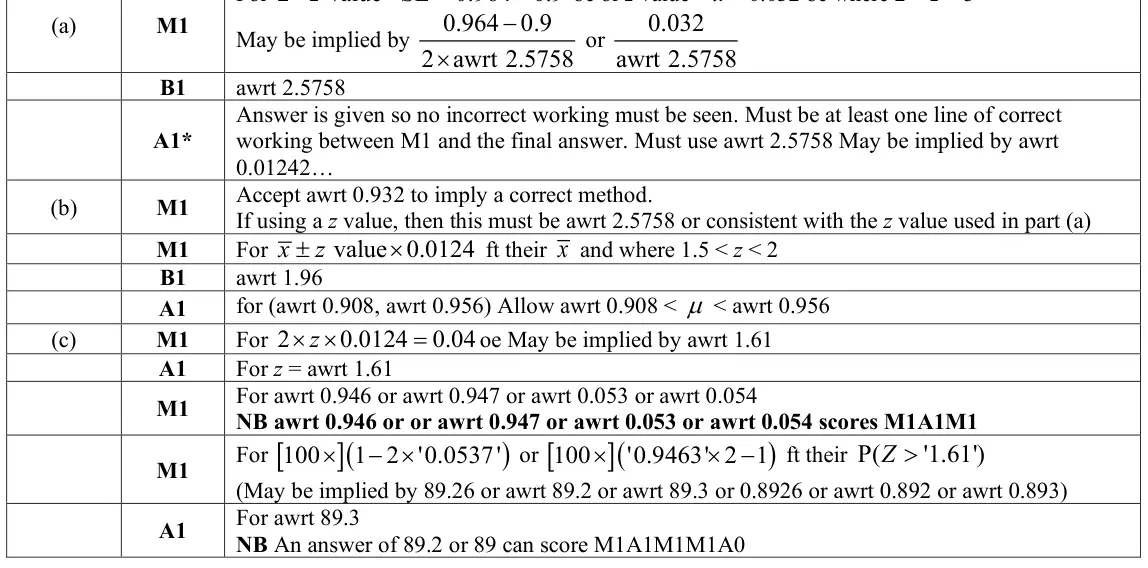 (a) M1
May be implied by \frac{0.964 - 0.9}{2 \times \text{awrt } 2.5758} or \frac{0.032}{\text{awrt } 2.5758}
B1 awrt 2.5758
A1* Answer is given so no incorrect working must be seen. Must be at least one line of correct
working between M1 and the final answer. Must use awrt 2.5758 May be implied by awrt
0.01242…
(b) M1 Accept awrt 0.932 to imply a correct method.
If using a z value, then this must be awrt 2.5758 or consistent with the z value used in part (a)
M1 For x̅ ± z value×0.0124 ft their x̅ and where 1.5 < z < 2
B1 awrt 1.96
A1 for (awrt 0.908, awrt 0.956) Allow awrt 0.908 < μ < awrt 0.956
(c) M1 For 2× z×0.0124 = 0.04 oe May be implied by awrt 1.61
A1 For z = awrt 1.61
M1 For awrt 0.946 or awrt 0.947 or awrt 0.053 or awrt 0.054
NB awrt 0.946 or or awrt 0.947 or awrt 0.053 or awrt 0.054 scores M1A1M1
M1 For [100×](1−2×'0.0537') or [100×]('0.9463'×2−1) ft their P(Z > '1.61')
(May be implied by 89.26 or awrt 89.2 or awrt 89.3 or 0.8926 or awrt 0.892 or awrt 0.893)
A1 For awrt 89.3
NB An answer of 89.2 or 89 can score M1A1M1M1A0